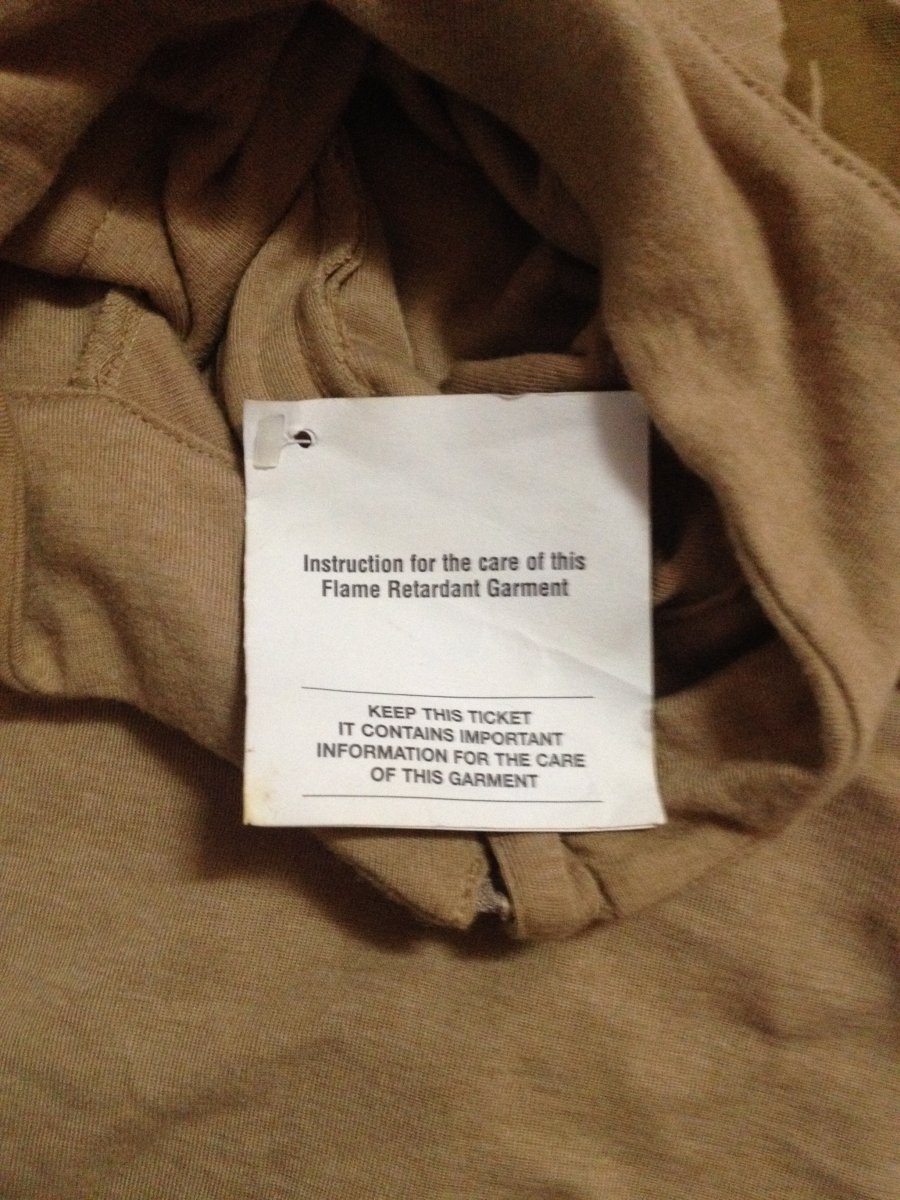 Instruction for the care of this
Flame Retardant Garment
KEEP THIS TICKET
IT CONTAINS IMPORTANT
INFORMATION FOR THE CARE
OF THIS GARMENT